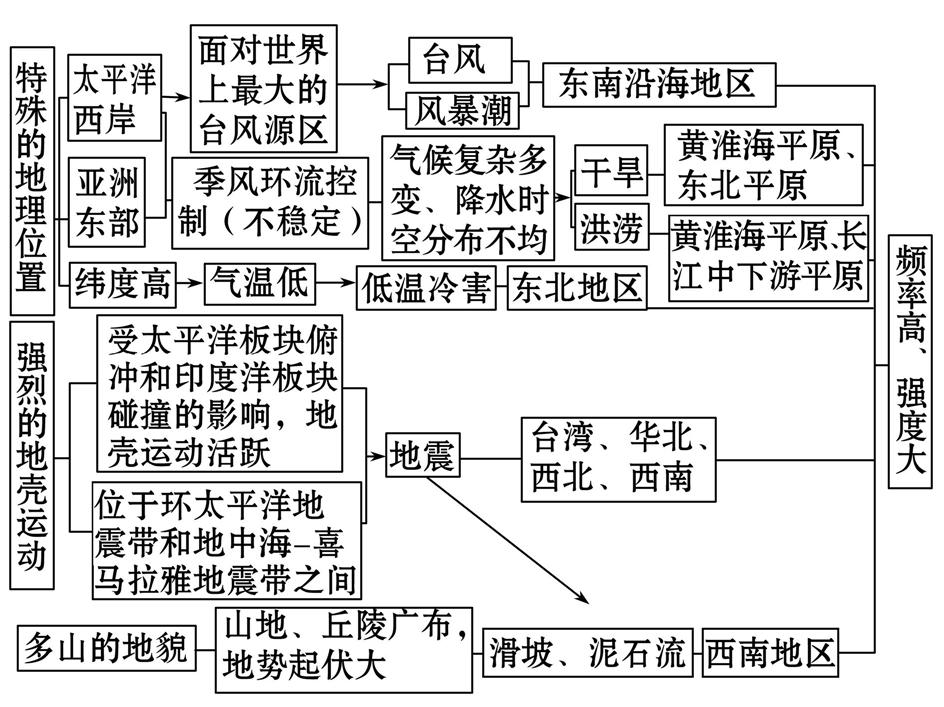 特殊的地理位置
太平洋
西岸
面对世界
上最大的
台风源区
台风
风暴潮
东南沿海地区
亚洲
东部
季风环流控
制（不稳定）
气候复杂多
变、降水时
空分布不均
干旱
洪涝
黄淮海平原、
东北平原
黄淮海平原、长
江中下游平原
纬度高
气温低
低温冷害
东北地区
强烈的地壳运动
受太平洋板块俯
冲和印度洋板块
碰撞的影响，地
壳运动活跃
位于环太平洋地
震带和地中海-喜
马拉雅地震带之间
地震
台湾、华北、
西北、西南
多山的地貌
山地、丘陵广布，
地势起伏大
滑坡、泥石流
西南地区
频率高、强度大